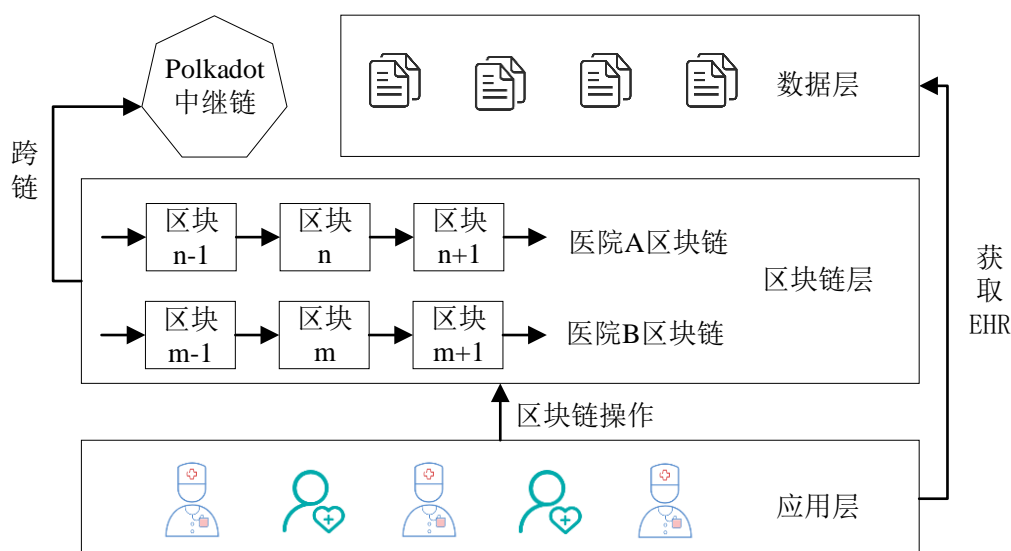 Polkadot
中继链
数据层
跨
链
区块
n-1
区块
n
区块
n+1
医院A区块链
区块链层
区块
m-1
区块
m
区块
m+1
医院B区块链
获
取
EHR
区块链操作
应用层